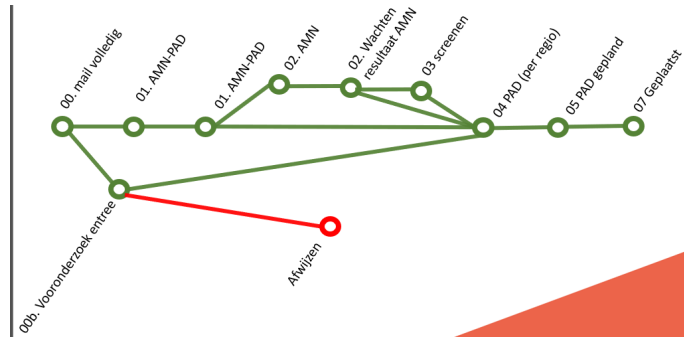 00. mail volledig
01. AMN-PAD
01. AMN-PAD
02. AMN
02. Wachten
resultaat AMN
03 screenen
04 PAD (per regio)
05 PAD gepland
07 Geplaatst
00b. Vooronderzoek entree
Afwijzen